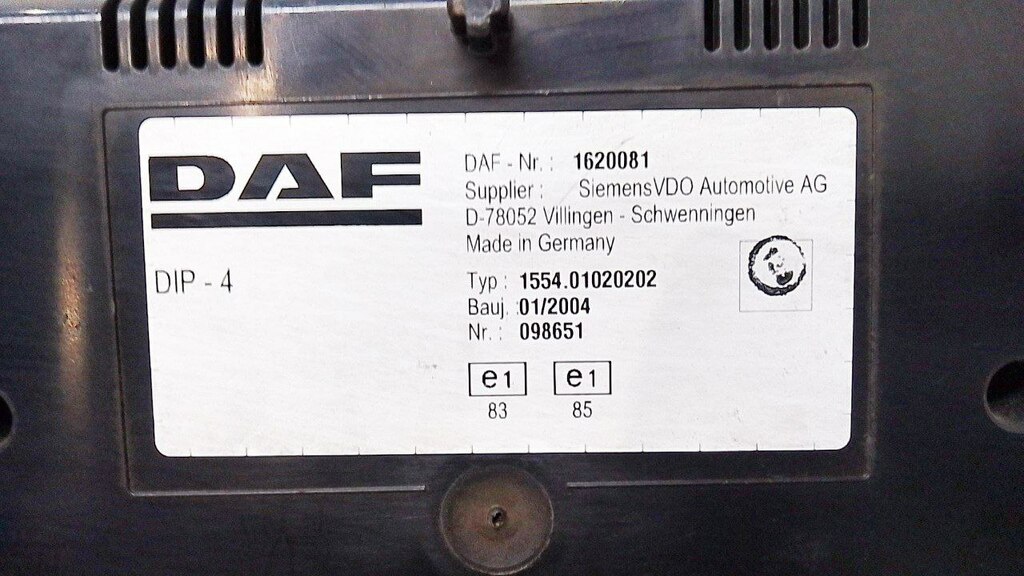 DAF
DIP - 4
DAF - Nr. : 1620081
Supplier : SiemensVDO Automotive AG
D-78052 Villingen - Schwenningen
Made in Germany
Typ : 1554.01020202
Bauj. : 01/2004
Nr. : 098651
e1 e1
83 85